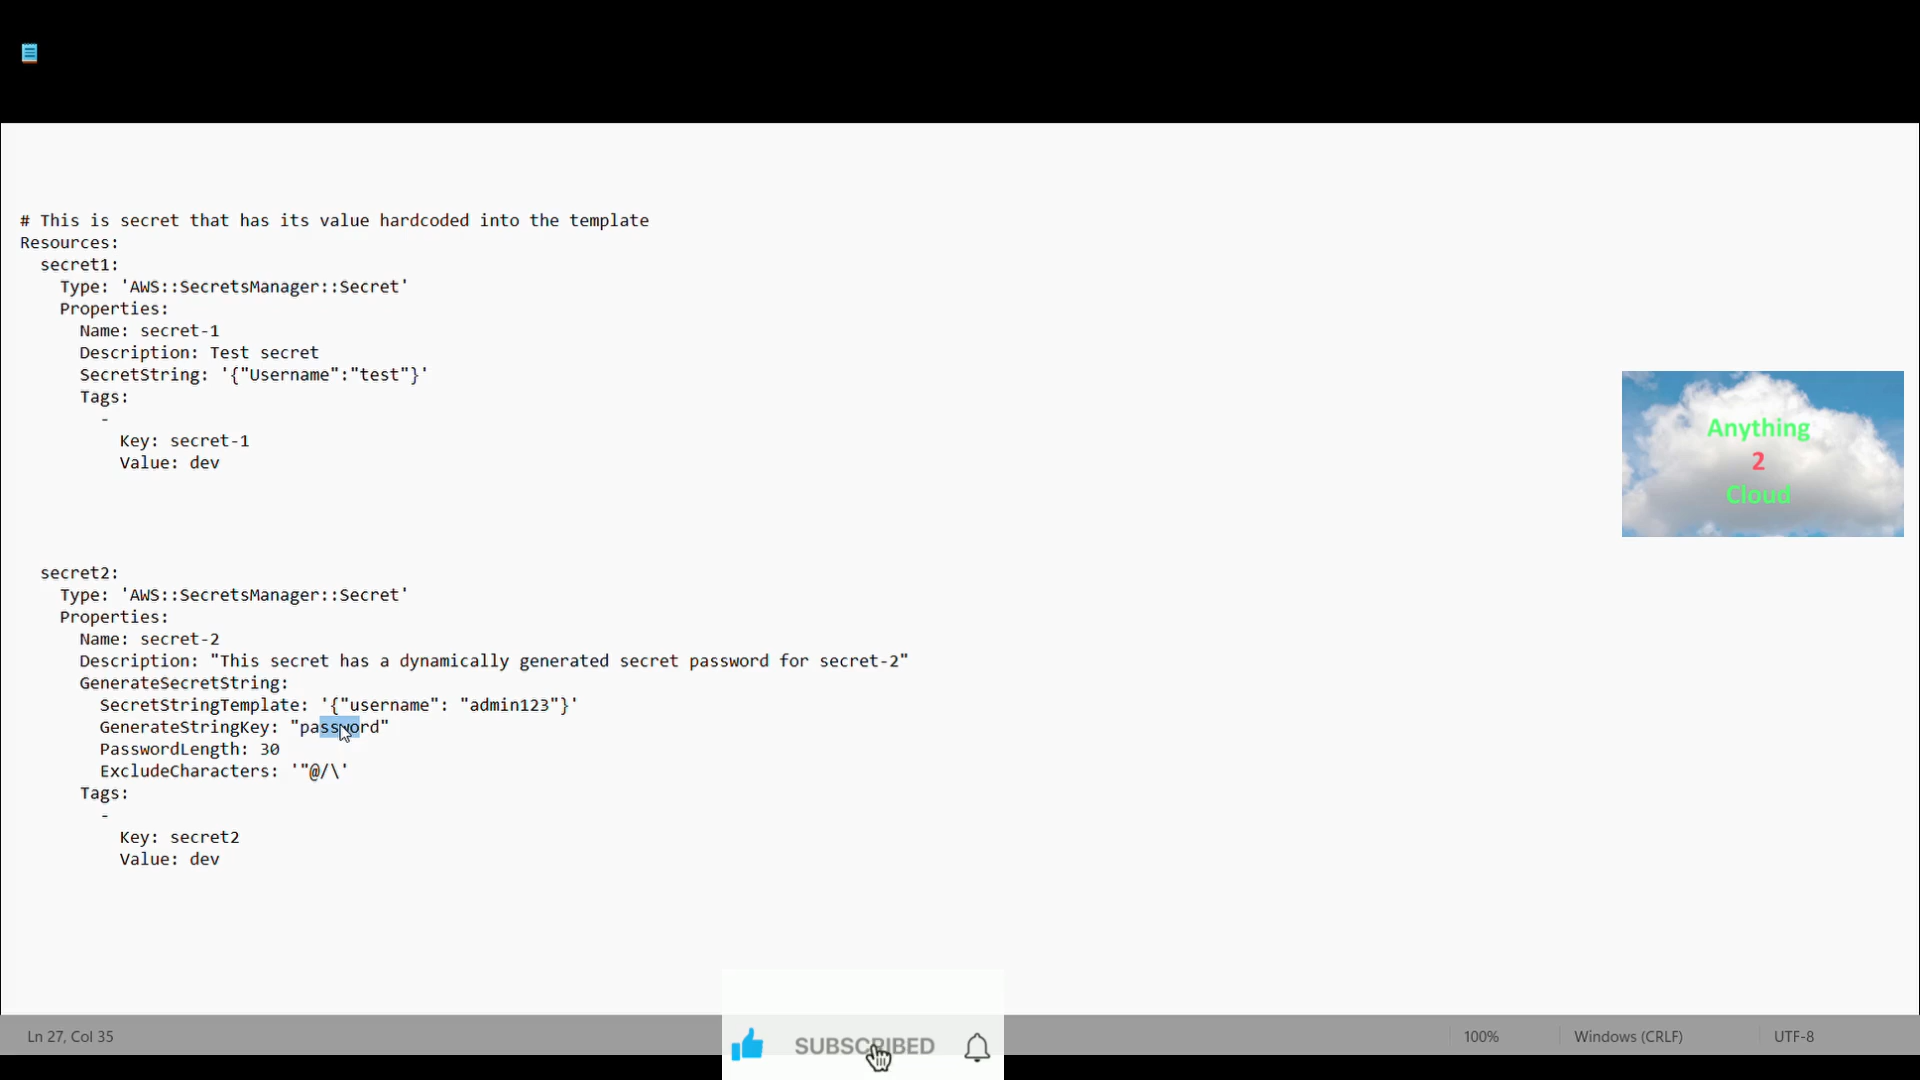 # This is secret that has its value hardcoded into the template
Resources:
  secret1:
    Type: 'AWS::SecretsManager::Secret'
    Properties:
      Name: secret-1
      Description: Test secret
      SecretString: '{"Username":"test"}'
      Tags:
        -
          Key: secret-1
          Value: dev
Anything
2
Cloud
  secret2:
    Type: 'AWS::SecretsManager::Secret'
    Properties:
      Name: secret-2
      Description: "This secret has a dynamically generated secret password for secret-2"
      GenerateSecretString:
        SecretStringTemplate: '{"username": "admin123"}'
        GenerateStringKey: "password"
        PasswordLength: 30
        ExcludeCharacters: '"@/\'
      Tags:
        -
          Key: secret2
          Value: dev
Ln 27, Col 35
SUBSCRIBED
100%
Windows (CRLF)
UTF-8